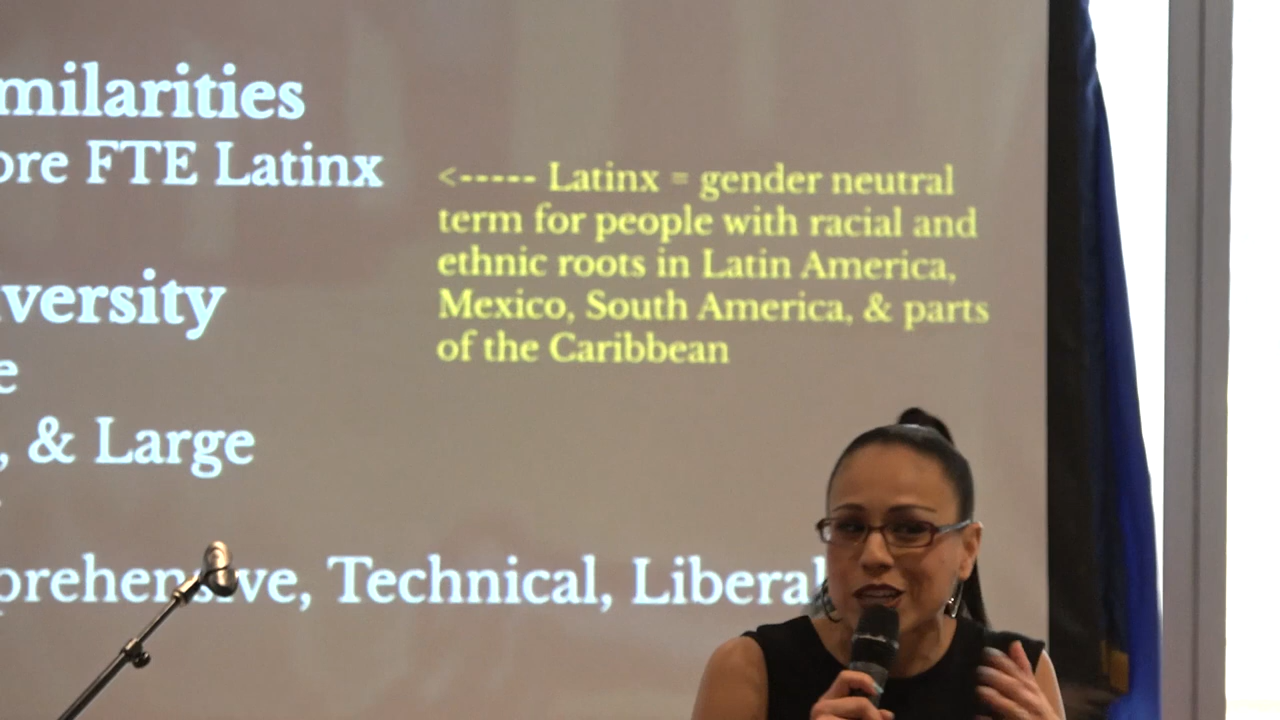 milarities
ore FTE Latinx
<----- Latinx = gender neutral
term for people with racial and
ethnic roots in Latin America,
Mexico, South America, & parts
of the Caribbean
versity
e
, & Large
prehensive, Technical, Liberal